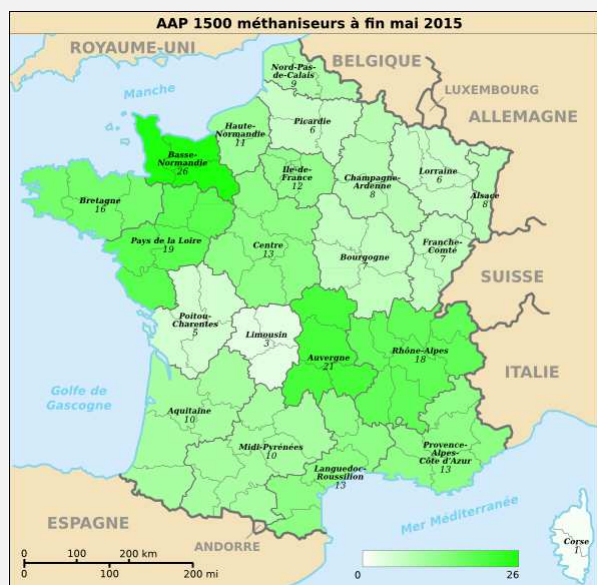 AAP 1500 méthaniseurs à fin mai 2015
ROYAUME-UNI
BELGIQUE
LUXEMBOURG
ALLEMAGNE
Manche
Nord-Pas-
de-Calais
9
Picardie
6
Haute-
Normandie
11
Basse-
Normandie
26
Ile-de-
France
12
Champagne-
Ardenne
8
Lorraine
6
Alsace
8
Bretagne
16
Pays de la Loire
19
Centre
13
Bourgogne
7
Franche-
Comté
7
SUISSE
Poitou-
Charentes
5
Limousin
3
Auvergne
21
Rhône-Alpes
18
ITALIE
Golfe de
Gascogne
Aquitaine
10
Midi-Pyrénées
10
Languedoc-
Roussillon
13
Provence-
Alpes-
Côte d'Azur
13
Mer Méditerranée
ESPAGNE
ANDORRE
Corse
1
0 100 200 km
0 100 200 mi
0 26